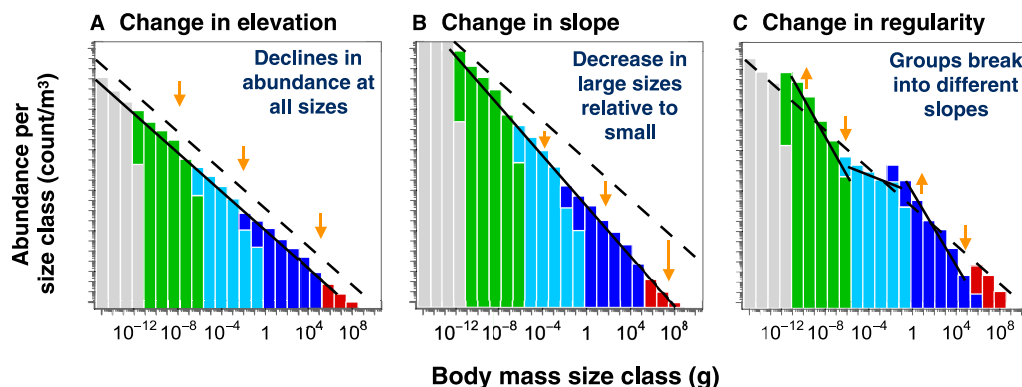 A Change in elevation
B Change in slope
C Change in regularity
Declines in
abundance at
all sizes
Decrease in
large sizes
relative to
small
Groups break
into different
slopes
Abundance per
size class (count/m³)
10⁻¹² 10⁻⁸ 10⁻⁴ 1 10⁴ 10⁸
10⁻¹² 10⁻⁸ 10⁻⁴ 1 10⁴ 10⁸
10⁻¹² 10⁻⁸ 10⁻⁴ 1 10⁴ 10⁸
Body mass size class (g)